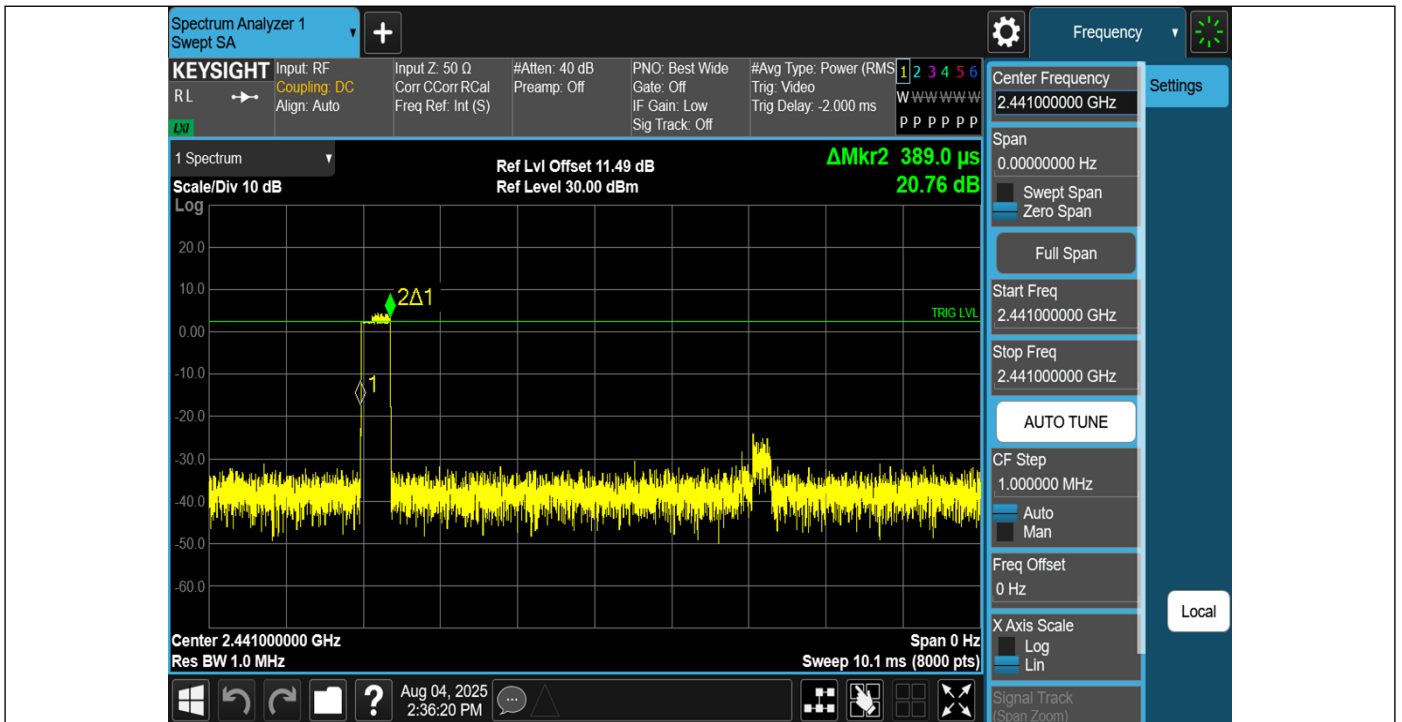 Spectrum Analyzer 1
Swept SA
Frequency
KEYSIGHT
RL
LXI
Input: RF
Coupling: DC
Align: Auto
Input Z: 50 Ω
Corr CCorr RCal
Freq Ref: Int (S)
#Atten: 40 dB
Preamp: Off
PNO: Best Wide
Gate: Off
IF Gain: Low
Sig Track: Off
#Avg Type: Power (RMS
Trig: Video
Trig Delay: -2.000 ms
1 2 3 4 5 6
W W W W W W
P P P P P P
1 Spectrum
Scale/Div 10 dB
Log
Ref Lvl Offset 11.49 dB
Ref Level 30.00 dBm
ΔMkr2 389.0 µs
20.76 dB
20.0
10.0
0.00
-10.0
-20.0
-30.0
-40.0
-50.0
-60.0
2Δ1
1
TRIG LVL
Center 2.441000000 GHz
Res BW 1.0 MHz
Span 0 Hz
Sweep 10.1 ms (8000 pts)
Aug 04, 2025
2:36:20 PM
Center Frequency
2.441000000 GHz
Span
0.00000000 Hz
Swept Span
Zero Span
Full Span
Start Freq
2.441000000 GHz
Stop Freq
2.441000000 GHz
AUTO TUNE
CF Step
1.000000 MHz
Auto
Man
Freq Offset
0 Hz
X Axis Scale
Log
Lin
Signal Track
(Span Zoom)
Settings
Local